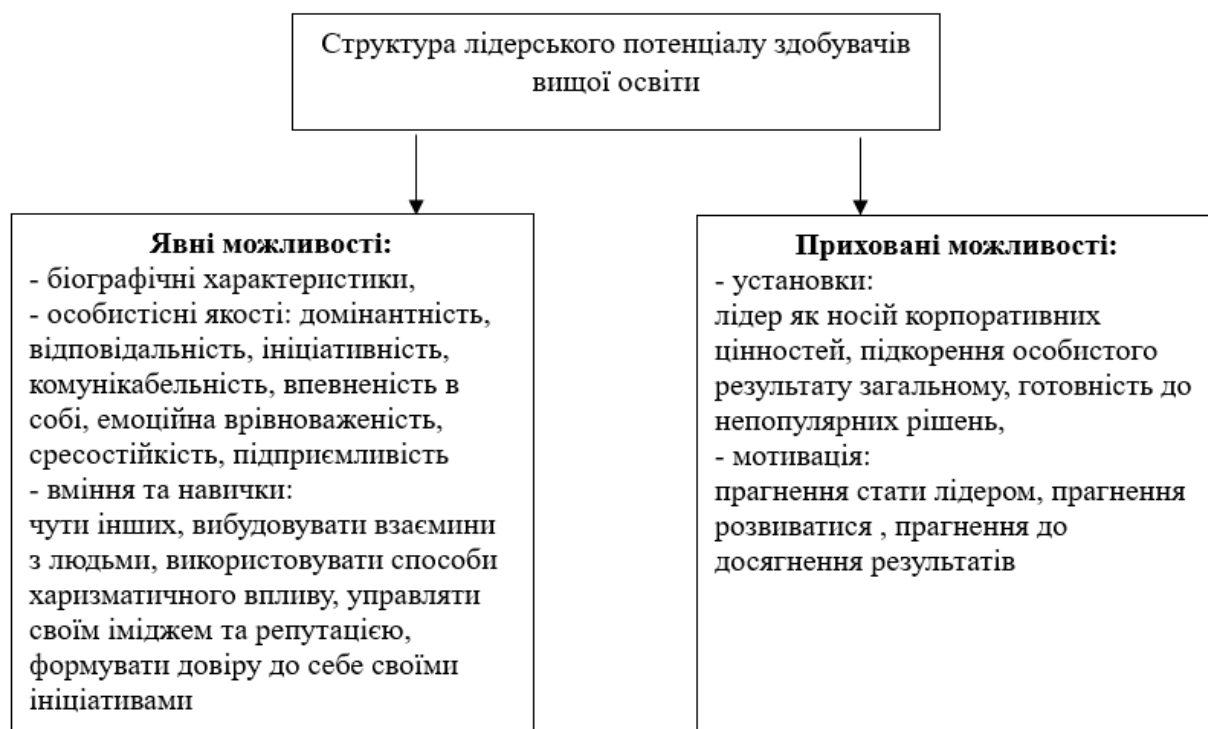 Структура лідерського потенціалу здобувачів
вищої освіти
Явні можливості:
- біографічні характеристики,
- особистісні якості: домінантність,
відповідальність, ініціативність,
комунікабельність, впевненість в
собі, емоційна врівноваженість,
сресостійкість, підприємливість
- вміння та навички:
чути інших, вибудовувати взаємини
з людьми, використовувати способи
харизматичного впливу, управляти
своїм іміджем та репутацією,
формувати довіру до себе своїми
ініціативами
Приховані можливості:
- установки:
лідер як носій корпоративних
цінностей, підкорення особистого
результату загальному, готовність до
непопулярних рішень,
- мотивація:
прагнення стати лідером, прагнення
розвиватися , прагнення до
досягнення результатів